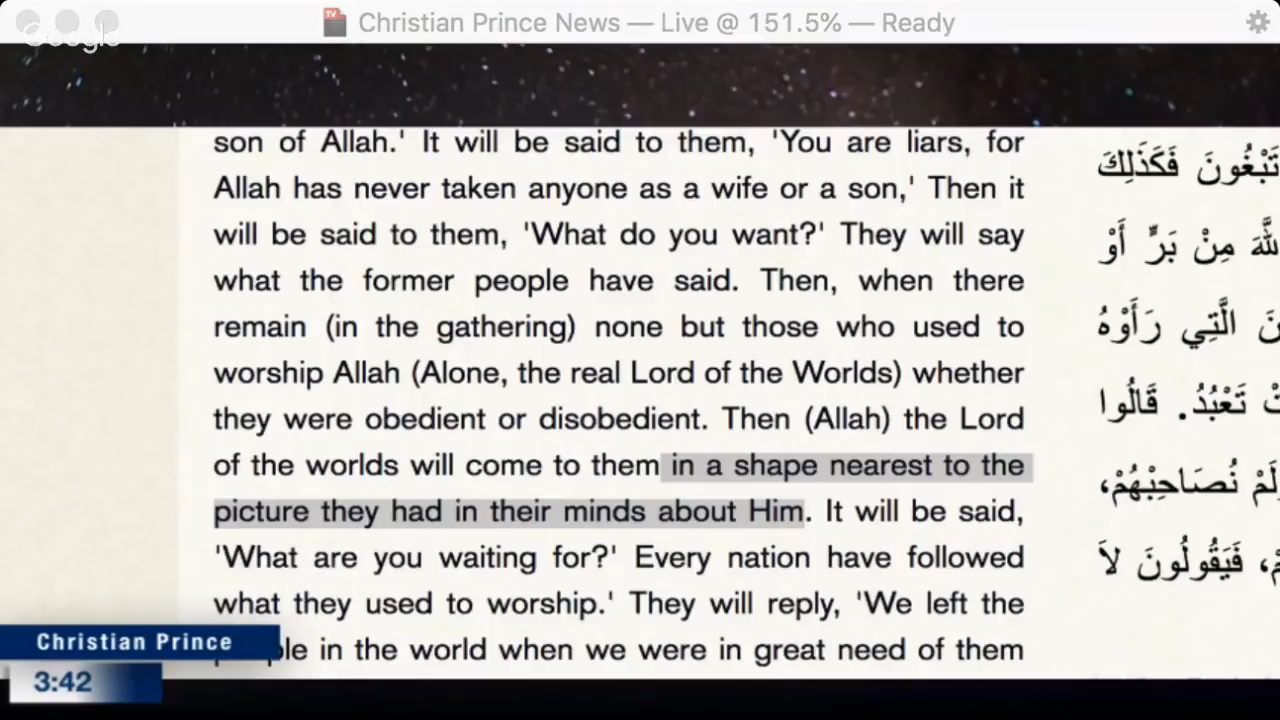 Christian Prince News — Live @ 151.5% — Ready
Google
son of Allah.' It will be said to them, 'You are liars, for
Allah has never taken anyone as a wife or a son,' Then it
will be said to them, 'What do you want?' They will say
what the former people have said. Then, when there
remain (in the gathering) none but those who used to
worship Allah (Alone, the real Lord of the Worlds) whether
they were obedient or disobedient. Then (Allah) the Lord
of the worlds will come to them in a shape nearest to the
picture they had in their minds about Him. It will be said,
'What are you waiting for?' Every nation have followed
what they used to worship.' They will reply, 'We left the
in the world when we were in great need of them
تَبْغُونَ فَكَذَلِكَ
مِنْ بَرٍّ أَوْ
الَّتِي رَأَوْهُ
تَعْبُدُ. قَالُوا
نُصَاحِبْهُمْ،
فَيَقُولُونَ لاَ
Christian Prince
3:42